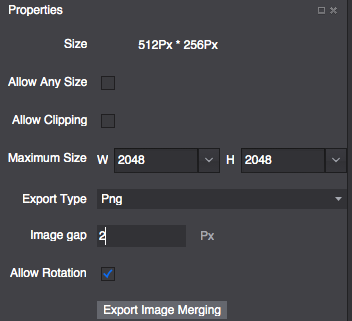 Properties
Size 512Px * 256Px
Allow Any Size
Allow Clipping
Maximum Size W 2048 H 2048
Export Type Png
Image gap 2 Px
Allow Rotation
Export Image Merging